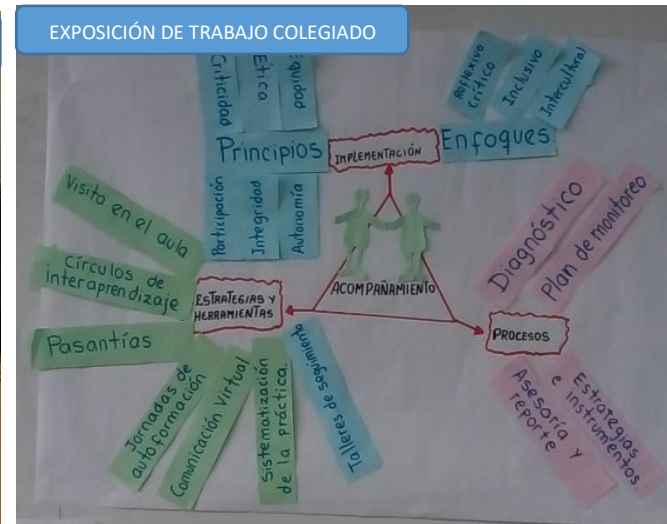 EXPOSICIÓN DE TRABAJO COLEGIADO
Criticidad
Ética
Equidad
Principios
IMPLEMENTACIÓN
Enfoques
Reflexivo
Crítico
Inclusivo
Intercultural
Participación
Integridad
Autonomía
Visita en el aula
Círculos de
interaprendizaje
Pasantías
Jornadas de
autoformación
Comunicación Virtual
Sistematización
de la práctica.
Talleres de seguimiento
ESTRATEGIAS Y
HERRAMIENTAS
ACOMPAÑAMIENTO
Diagnóstico
Plan de monitoreo
PROCESOS
Estrategias
e instrumentos.
Asesoría y
reporte